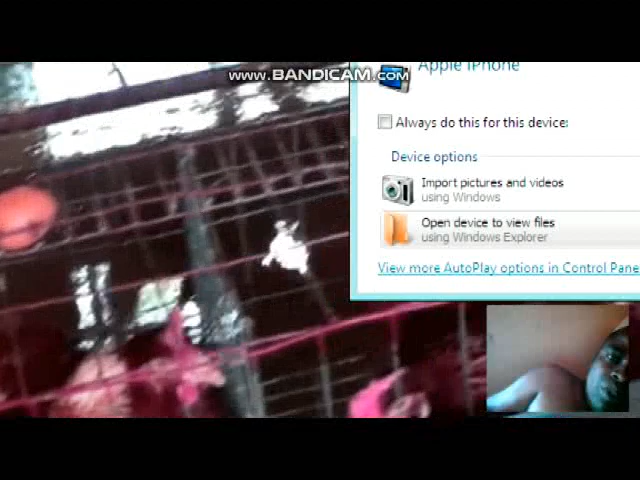 www.BANDICAM.com
Apple iPhone
Always do this for this device:
Device options
Import pictures and videos
using Windows
Open device to view files
using Windows Explorer
View more AutoPlay options in Control Pane